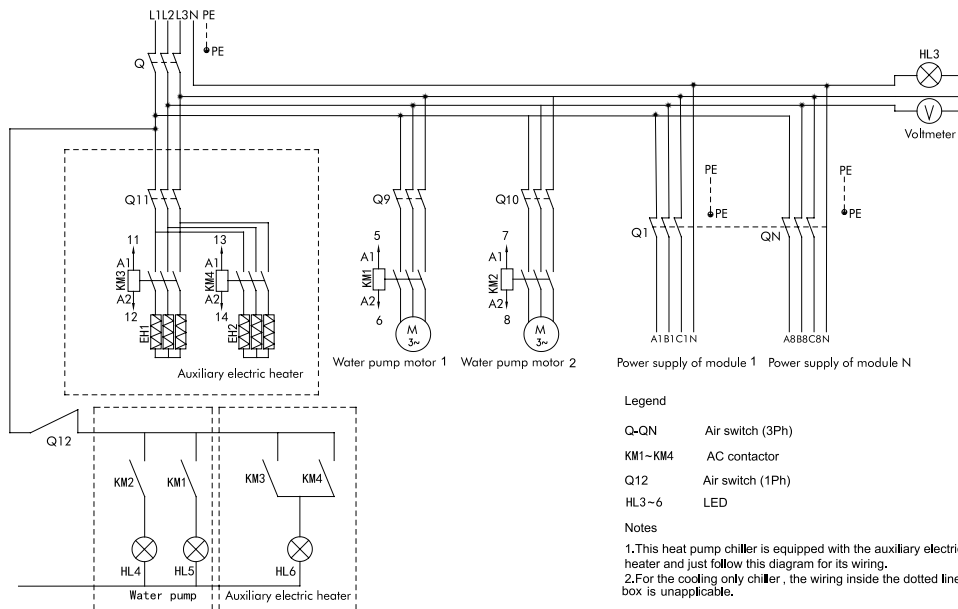 L1L2L3N PE
PE
Q
HL3
V
Voltmeter
Q11
Q9
Q10
PE
PE
PE
PE
Q1
QN
11
13
5
7
A1
A1
A1
A1
KM3
KM4
KM1
KM2
A2
A2
A2
A2
12
14
6
8
EH1
EH2
M
3~
M
3~
A1B1C1N
A8B8C8N
Auxiliary electric heater
Water pump motor 1
Water pump motor 2
Power supply of module 1
Power supply of module N
Q12
KM2
KM1
KM3
KM4
HL4
HL5
HL6
Water pump
Auxiliary electric heater
Legend
Q-QN Air switch (3Ph)
KM1~KM4 AC contactor
Q12 Air switch (1Ph)
HL3~6 LED
Notes
1.This heat pump chiller is equipped with the auxiliary electric
heater and just follow this diagram for its wiring.
2.For the cooling only chiller , the wiring inside the dotted line
box is unapplicable.